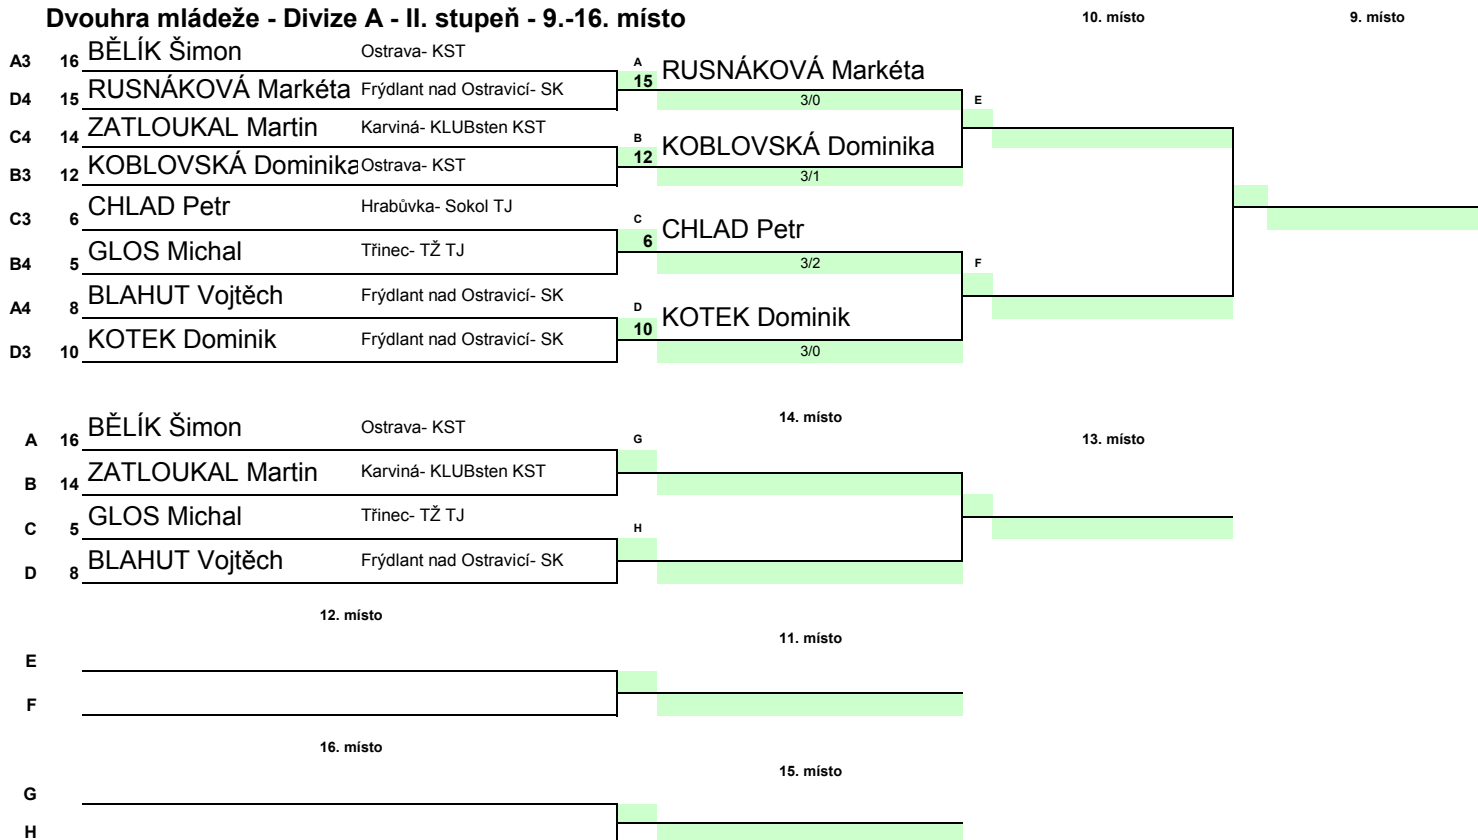 Dvouhra mládeže - Divize A - II. stupeň - 9.-16. místo 10. místo 9. místo
A3 16 BĚLÍK Šimon Ostrava- KST
A RUSNÁKOVÁ Markéta
15
D4 15 RUSNÁKOVÁ Markéta Frýdlant nad Ostravicí- SK
3/0 E
C4 14 ZATLOUKAL Martin Karviná- KLUBsten KST
B KOBLOVSKÁ Dominika
12
B3 12 KOBLOVSKÁ Dominika Ostrava- KST
3/1
C3 6 CHLAD Petr Hrabůvka- Sokol TJ
C CHLAD Petr
6
B4 5 GLOS Michal Třinec- TŽ TJ
3/2 F
A4 8 BLAHUT Vojtěch Frýdlant nad Ostravicí- SK
D KOTEK Dominik
10
D3 10 KOTEK Dominik Frýdlant nad Ostravicí- SK
3/0
14. místo
A 16 BĚLÍK Šimon Ostrava- KST
G 13. místo
B 14 ZATLOUKAL Martin Karviná- KLUBsten KST
C 5 GLOS Michal Třinec- TŽ TJ
H
D 8 BLAHUT Vojtěch Frýdlant nad Ostravicí- SK
12. místo
11. místo
E
F
16. místo
15. místo
G
H